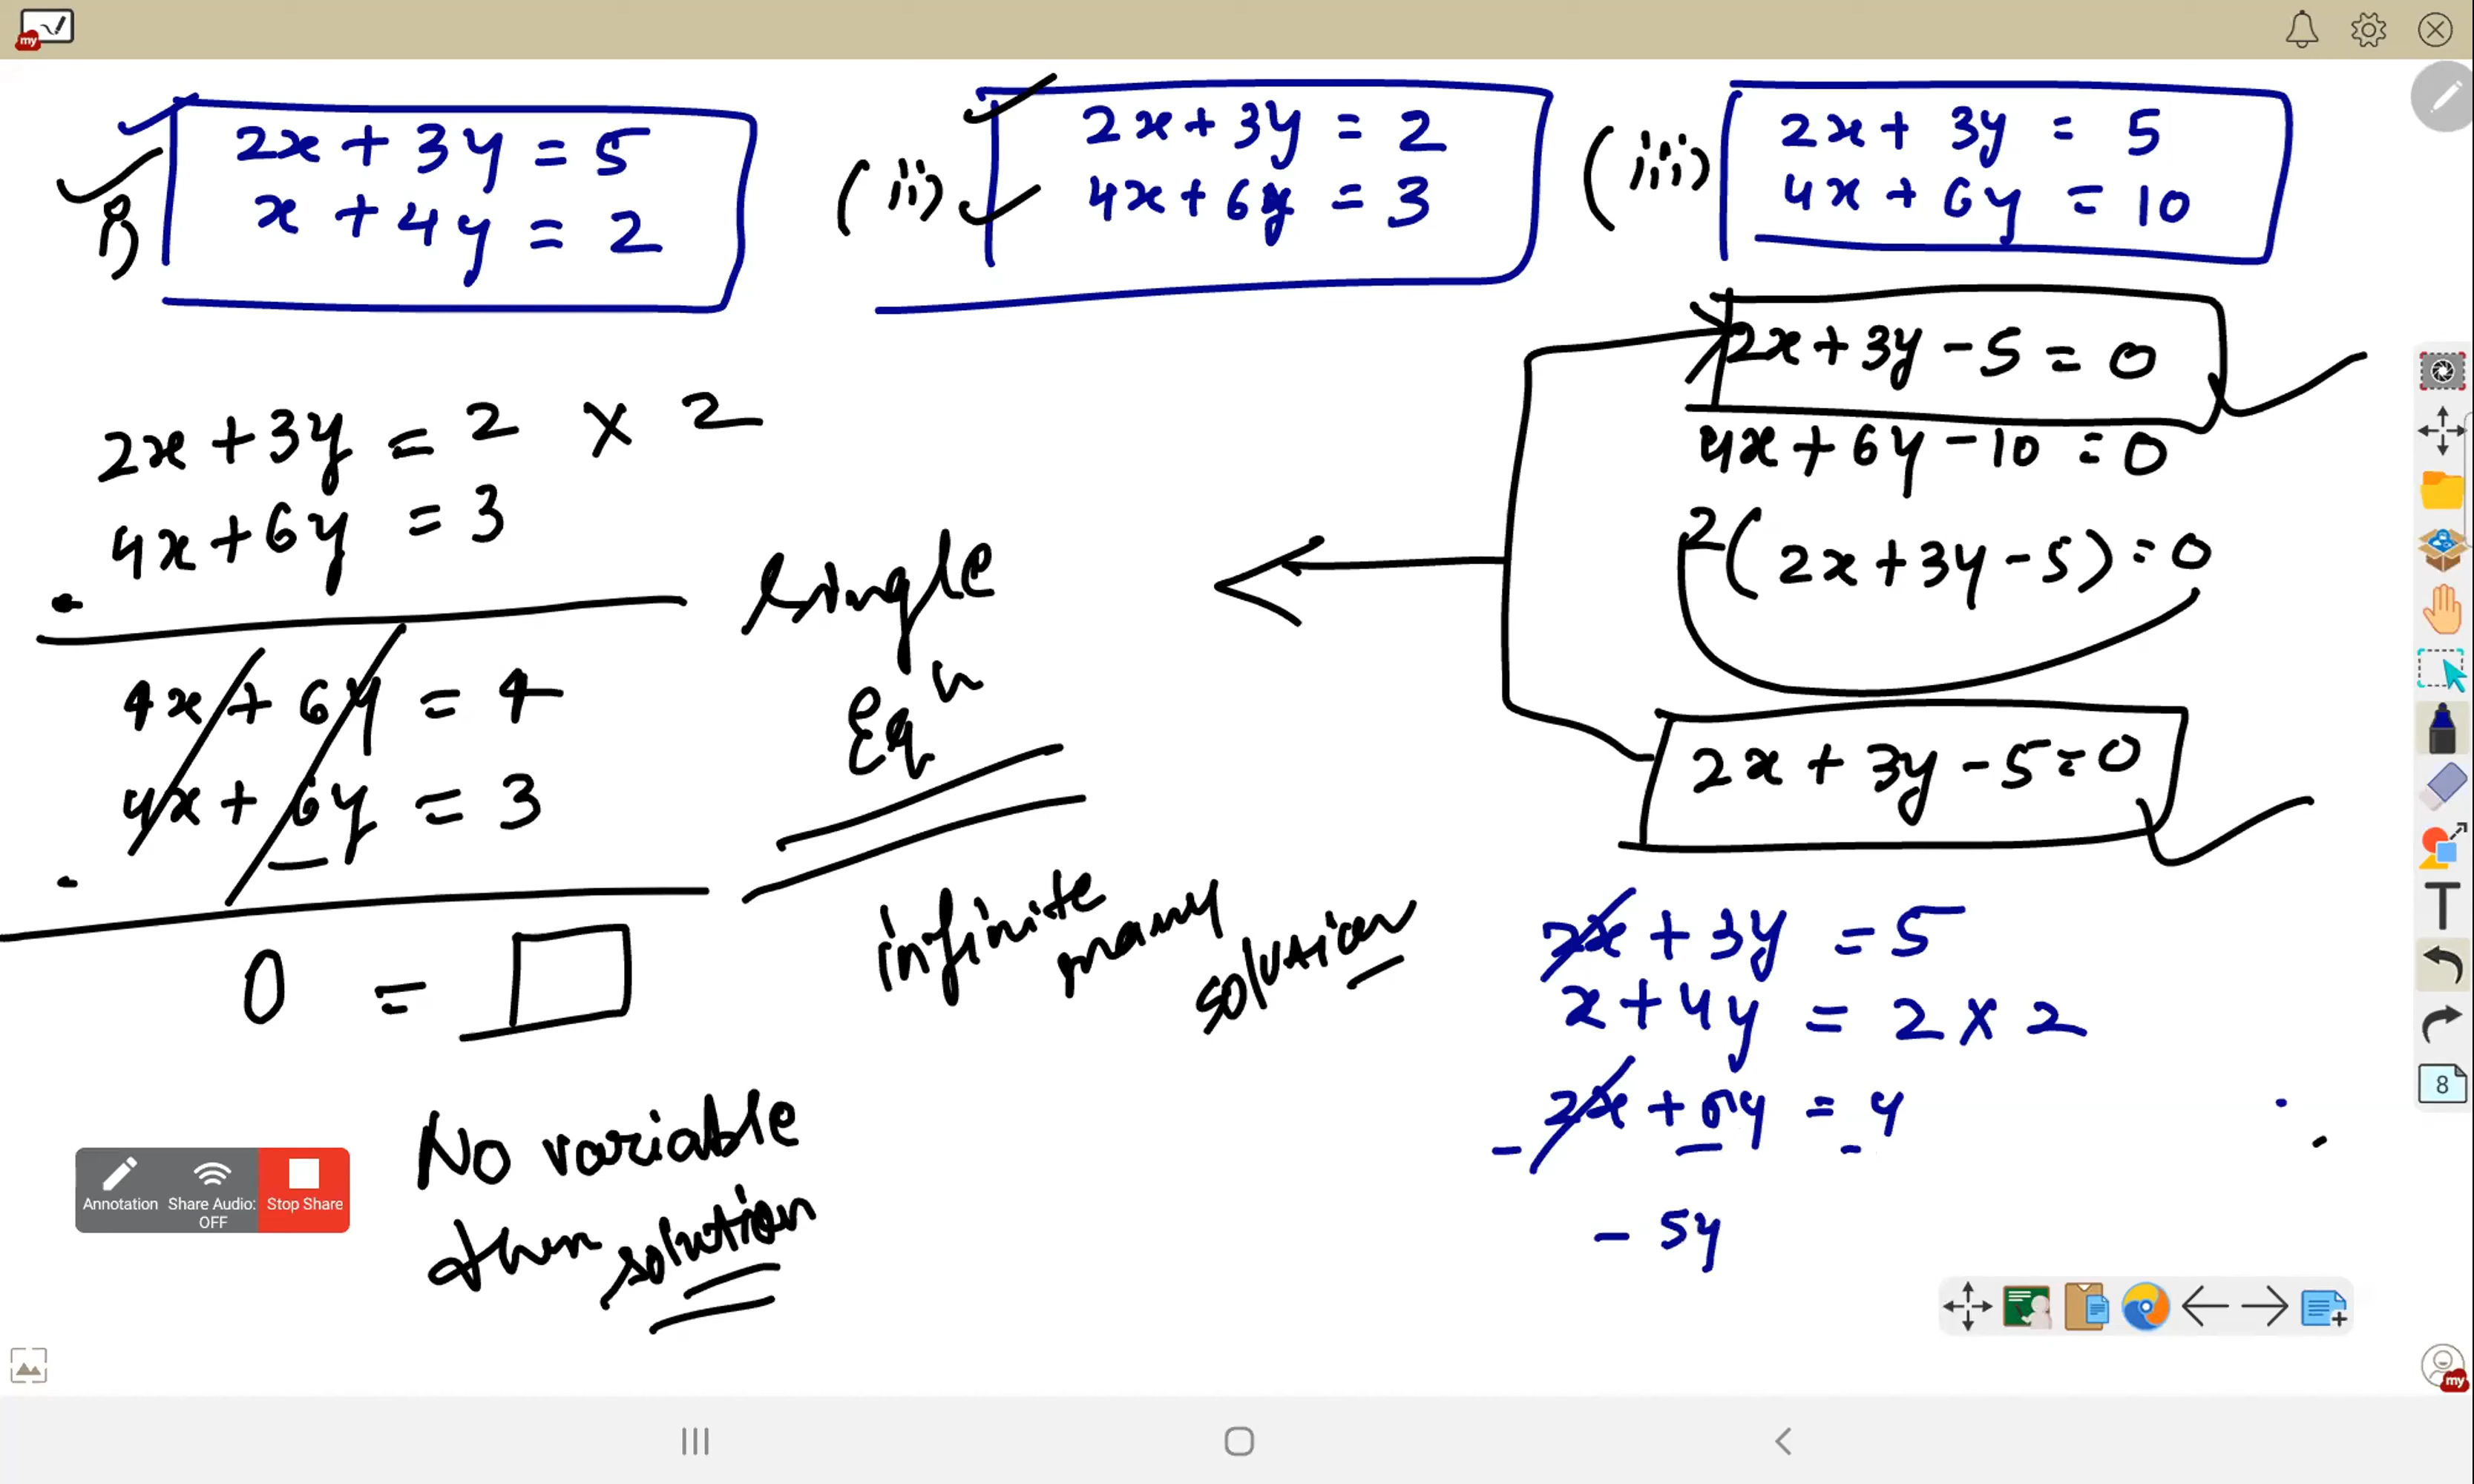 my
i) 2x + 3y = 5
x + 4y = 2
(ii) 2x + 3y = 2
4x + 6y = 3
(iii) 2x + 3y = 5
4x + 6y = 10
2x + 3y = 2 × 2
4x + 6y = 3
4x + 6y = 4
4x + 6y = 3
0 =
No variable
then solution
single
Eqn
infinite many solution
2x + 3y - 5 = 0
4x + 6y - 10 = 0
2(2x + 3y - 5) = 0
2x + 3y - 5 = 0
2x + 3y = 5
x + 4y = 2 × 2
2x + 8y = 4
- - -
- 5y
Annotation
Share Audio: OFF
Stop Share
T
8
my